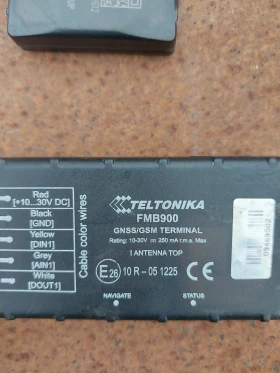 Red
[+10...30V DC]
Black
[GND]
Yellow
[DIN1]
Grey
[AIN1]
White
[DOUT1]
Cable color wires
TELTONIKA
FMB900
GNSS/GSM TERMINAL
Rating: 10-30V ⎓ 250 mA r.m.s. Max
1 ANTENNA TOP
E26 10 R - 05 1225 CE
NAVIGATE STATUS